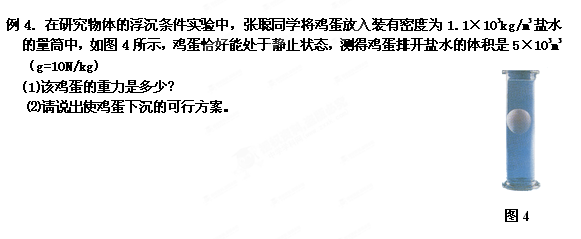 例 4. 在研究物体的浮沉条件实验中，张聪同学将鸡蛋放入装有密度为 1.1×10³kg/m³盐水
的量筒中，如图 4 所示，鸡蛋恰好能处于静止状态，测得鸡蛋排开盐水的体积是 5×10³m³
（g=10N/kg）
(1)该鸡蛋的重力是多少？
(2)请说出使鸡蛋下沉的可行方案。
图 4